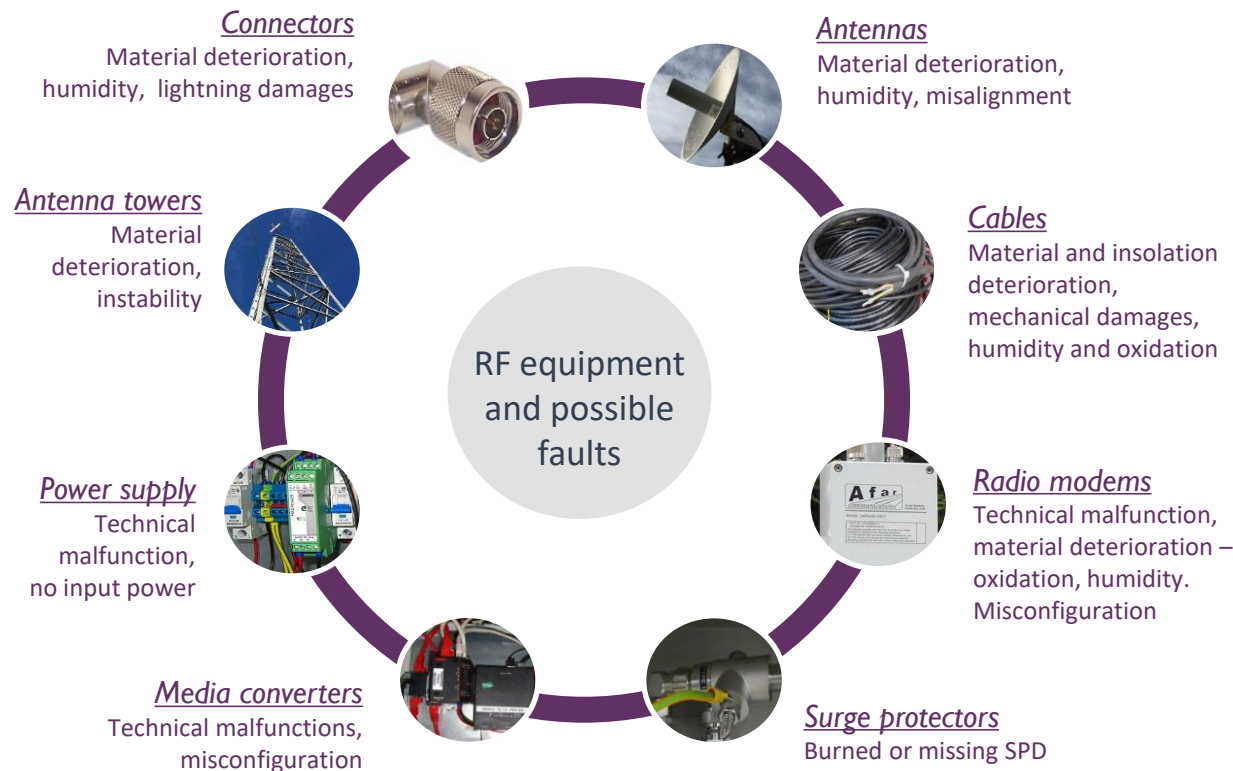 Connectors
Material deterioration,
humidity, lightning damages
Antennas
Material deterioration,
humidity, misalignment
Cables
Material and insolation
deterioration,
mechanical damages,
humidity and oxidation
Radio modems
Technical malfunction,
material deterioration –
oxidation, humidity.
Misconfiguration
Surge protectors
Burned or missing SPD
Media converters
Technical malfunctions,
misconfiguration
Power supply
Technical
malfunction,
no input power
Antenna towers
Material
deterioration,
instability
RF equipment
and possible
faults
Afar
communications